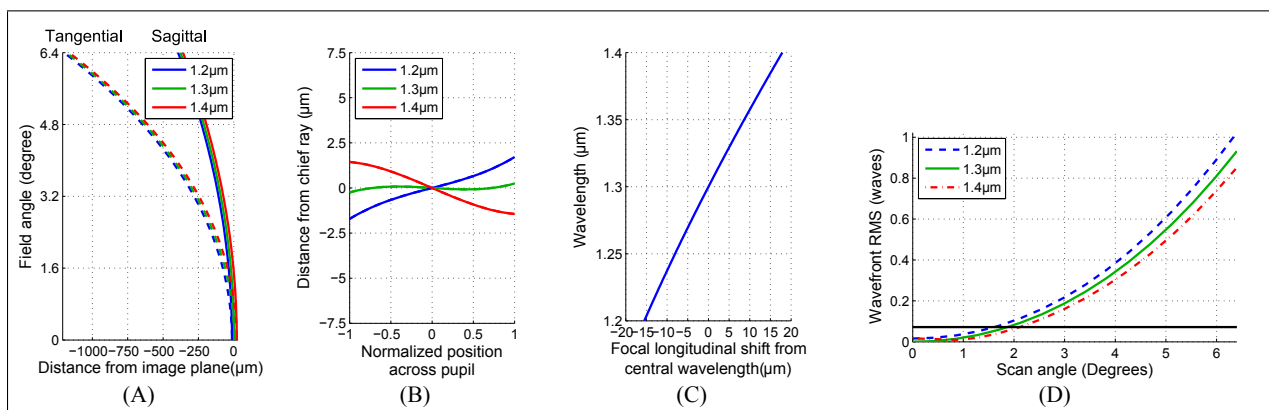 Tangential Sagittal
6.4
4.8
3.2
1.6
0
1.2µm
1.3µm
1.4µm
Field angle (degree)
−1000 −750 −500 −250 0
Distance from image plane(µm)
(A)
7.5
5
2.5
0
−2.5
−5
−7.5
1.2µm
1.3µm
1.4µm
Distance from chief ray (µm)
−1 −0.5 0 0.5 1
Normalized position
across pupil
(B)
1.4
1.35
1.3
1.25
1.2
Wavelength (µm)
−20 −15 −10 −5 0 5 10 15 20
Focal longitudinal shift from
central wavelength(µm)
(C)
1
0.8
0.6
0.4
0.2
0
1.2µm
1.3µm
1.4µm
Wavefront RMS (waves)
0 1 2 3 4 5 6
Scan angle (Degrees)
(D)